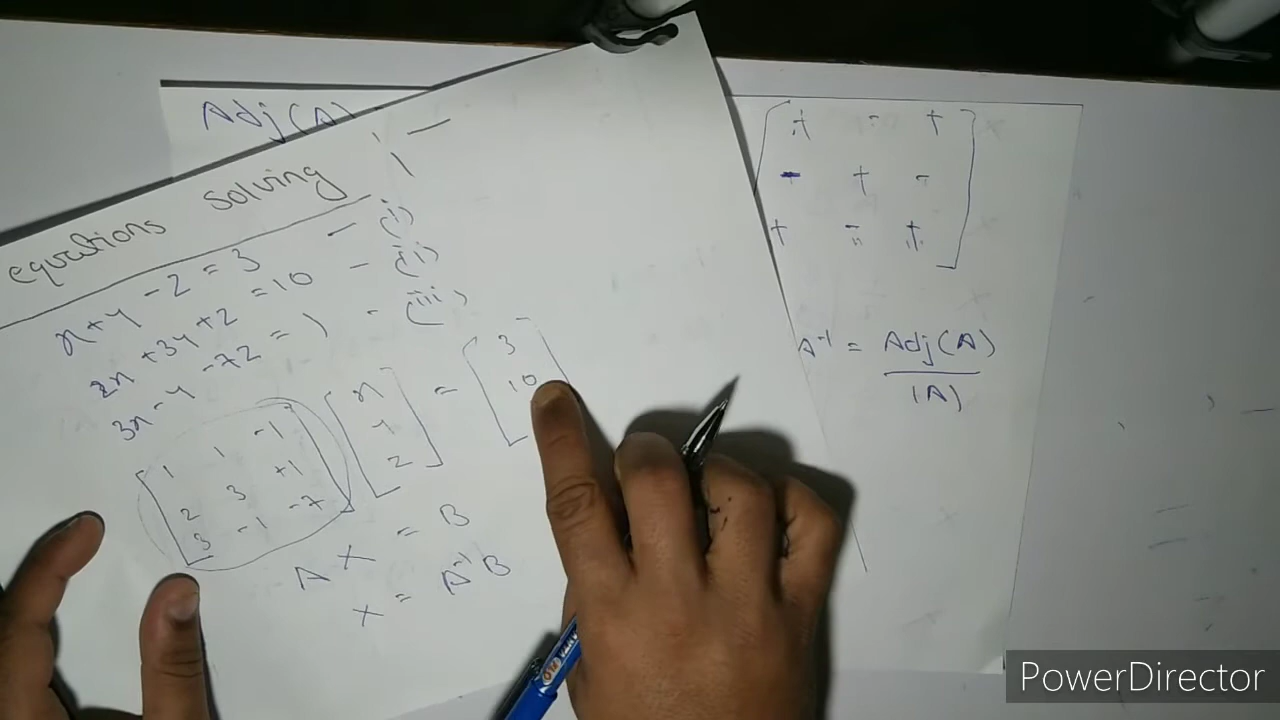 Adj(A)
equations solving :-
x+y-z=3 - (i)
2x+3y+z=10 - (ii)
3x-y-7z=1 - (iii)
[1 1 -1] [x] = [3]
[2 3 +1] [y] [10]
[3 -1 -7] [z]
A X = B
X = A⁻¹B
[+ - +]
[- + -]
[+ - +]
A⁻¹ = Adj(A)
|A|
PowerDirector